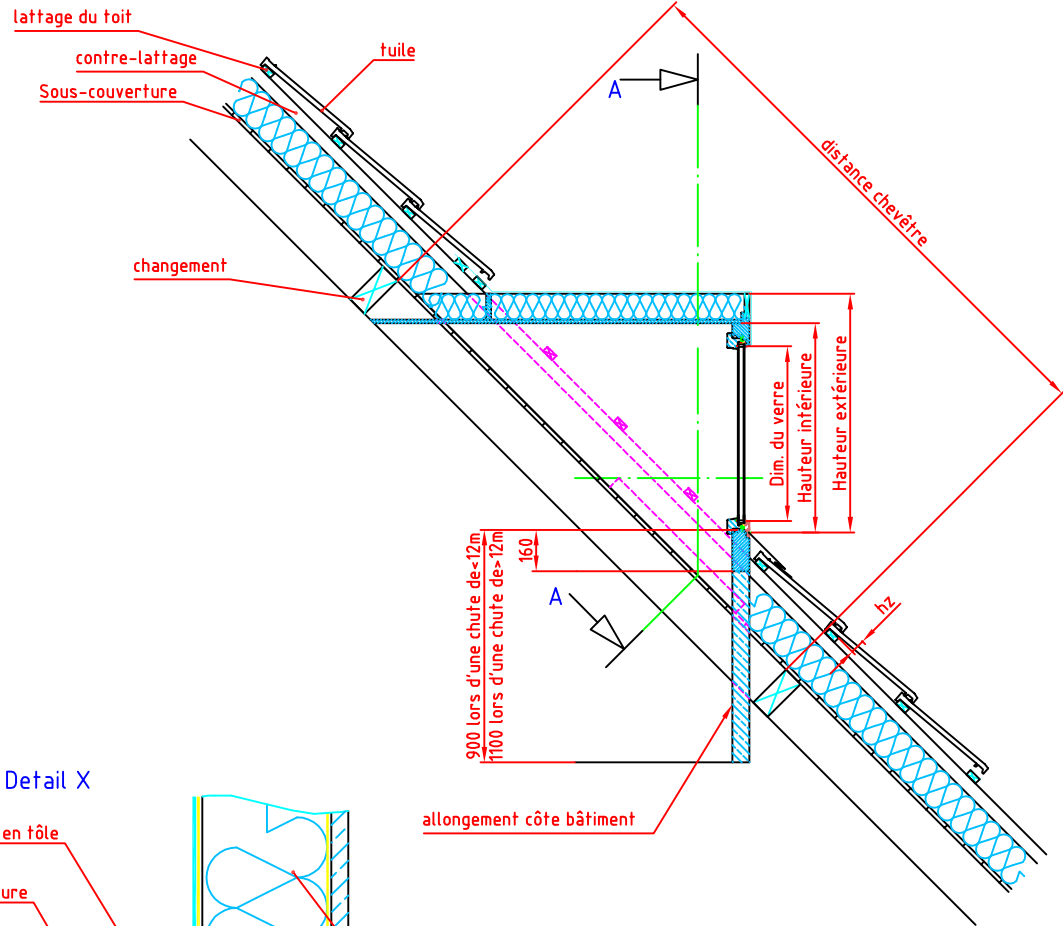 lattage du toit
contre-lattage
Sous-couverture
tuile
A
distance chevêtre
changement
Dim. du verre
Hauteur intérieure
Hauteur extérieure
900 lors d'une chute de<12m
1100 lors d'une chute de>12m
160
A
hz
allongement côte bâtiment
Detail X
en tôle
ure